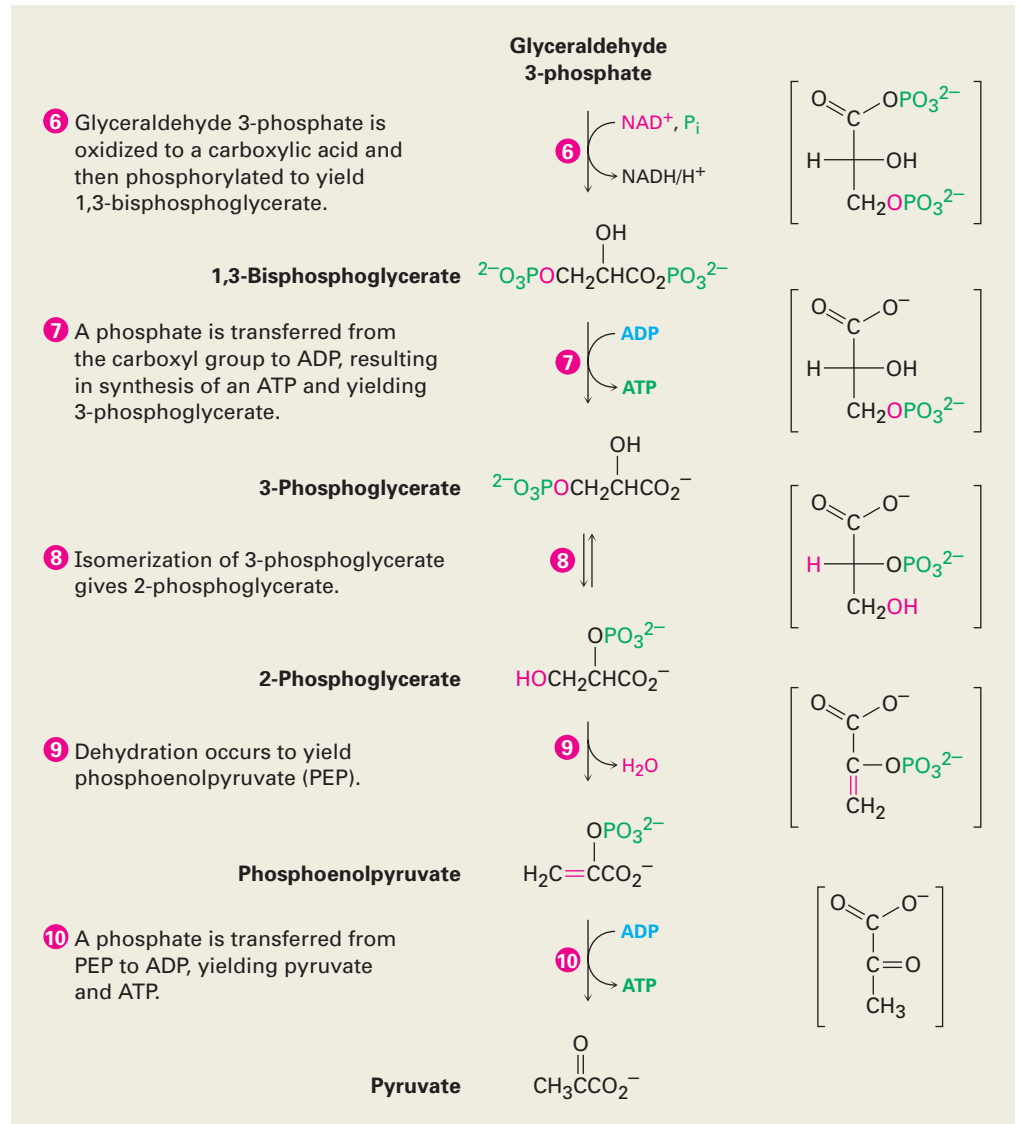 Glyceraldehyde
3-phosphate
6 Glyceraldehyde 3-phosphate is
oxidized to a carboxylic acid and
then phosphorylated to yield
1,3-bisphosphoglycerate.
6
NAD⁺, Pᵢ
NADH/H⁺
O
C
OPO₃²⁻
H
OH
CH₂OPO₃²⁻
1,3-Bisphosphoglycerate
OH
²⁻O₃POCH₂CHCO₂PO₃²⁻
7 A phosphate is transferred from
the carboxyl group to ADP, resulting
in synthesis of an ATP and yielding
3-phosphoglycerate.
7
ADP
ATP
O
C
O⁻
H
OH
CH₂OPO₃²⁻
3-Phosphoglycerate
OH
²⁻O₃POCH₂CHCO₂⁻
8 Isomerization of 3-phosphoglycerate
gives 2-phosphoglycerate.
8
O
C
O⁻
H
OPO₃²⁻
CH₂OH
2-Phosphoglycerate
OPO₃²⁻
HOCH₂CHCO₂⁻
9 Dehydration occurs to yield
phosphoenolpyruvate (PEP).
9
H₂O
O
C
O⁻
C
OPO₃²⁻
CH₂
Phosphoenolpyruvate
OPO₃²⁻
H₂C=CCO₂⁻
10 A phosphate is transferred from
PEP to ADP, yielding pyruvate
and ATP.
10
ADP
ATP
O
C
O⁻
C=O
CH₃
Pyruvate
O
CH₃CCO₂⁻